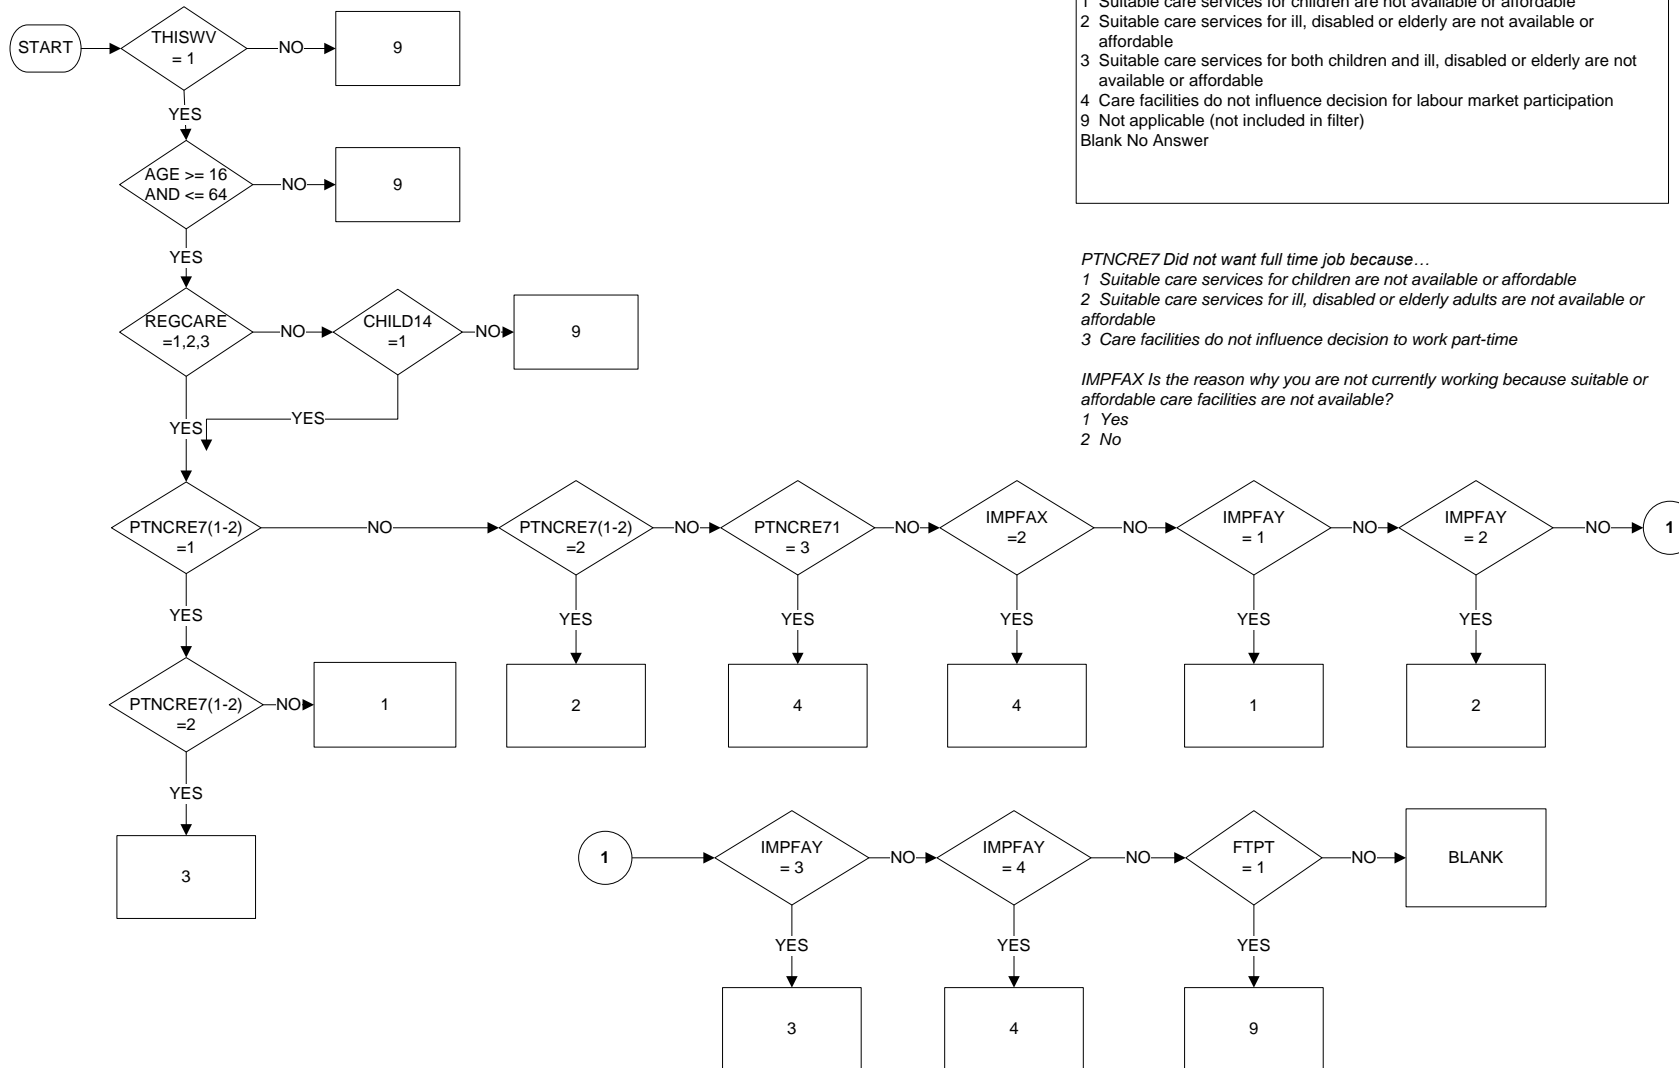 START
THISWV
= 1
NO
9
YES
AGE >= 16
AND <= 64
NO
9
YES
REGCARE
=1,2,3
NO
CHILD14
=1
NO
9
YES
YES
1 Suitable care services for children are not available or affordable
2 Suitable care services for ill, disabled or elderly are not available or
affordable
3 Suitable care services for both children and ill, disabled or elderly are not
available or affordable
4 Care facilities do not influence decision for labour market participation
9 Not applicable (not included in filter)
Blank No Answer
PTNCRE7 Did not want full time job because…
1 Suitable care services for children are not available or affordable
2 Suitable care services for ill, disabled or elderly adults are not available or
affordable
3 Care facilities do not influence decision to work part-time
IMPFAX Is the reason why you are not currently working because suitable or
affordable care facilities are not available?
1 Yes
2 No
PTNCRE7(1-2)
=1
NO
PTNCRE7(1-2)
=2
NO
PTNCRE71
= 3
NO
IMPFAX
=2
NO
IMPFAY
= 1
NO
IMPFAY
= 2
NO
1
YES
YES
YES
YES
YES
YES
PTNCRE7(1-2)
=2
NO
1
2
4
4
1
2
YES
3
1
IMPFAY
= 3
NO
IMPFAY
= 4
NO
FTPT
= 1
NO
BLANK
YES
YES
YES
3
4
9